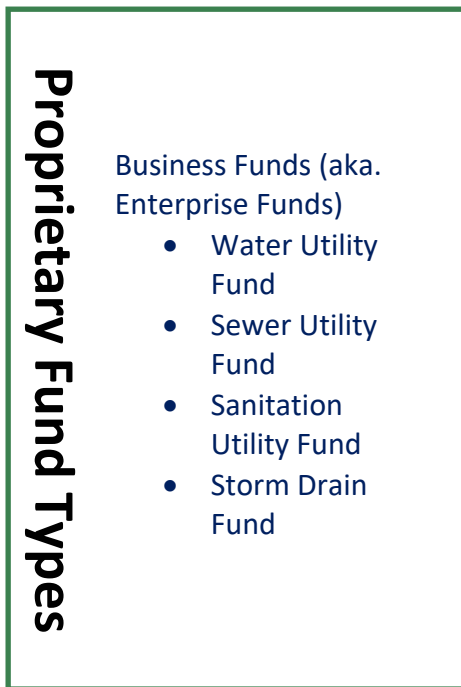 Proprietary Fund Types
Business Funds (aka.
Enterprise Funds)
• Water Utility
Fund
• Sewer Utility
Fund
• Sanitation
Utility Fund
• Storm Drain
Fund